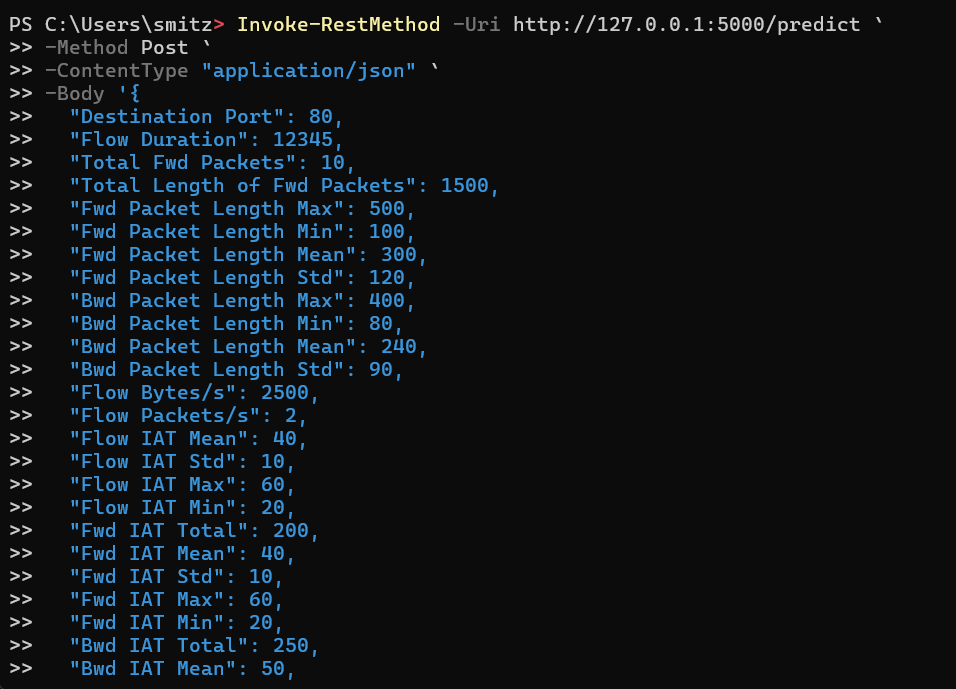 PS C:\Users\smitz> Invoke-RestMethod -Uri http://127.0.0.1:5000/predict `
>> -Method Post `
>> -ContentType "application/json" `
>> -Body '{
>>   "Destination Port": 80,
>>   "Flow Duration": 12345,
>>   "Total Fwd Packets": 10,
>>   "Total Length of Fwd Packets": 1500,
>>   "Fwd Packet Length Max": 500,
>>   "Fwd Packet Length Min": 100,
>>   "Fwd Packet Length Mean": 300,
>>   "Fwd Packet Length Std": 120,
>>   "Bwd Packet Length Max": 400,
>>   "Bwd Packet Length Min": 80,
>>   "Bwd Packet Length Mean": 240,
>>   "Bwd Packet Length Std": 90,
>>   "Flow Bytes/s": 2500,
>>   "Flow Packets/s": 2,
>>   "Flow IAT Mean": 40,
>>   "Flow IAT Std": 10,
>>   "Flow IAT Max": 60,
>>   "Flow IAT Min": 20,
>>   "Fwd IAT Total": 200,
>>   "Fwd IAT Mean": 40,
>>   "Fwd IAT Std": 10,
>>   "Fwd IAT Max": 60,
>>   "Fwd IAT Min": 20,
>>   "Bwd IAT Total": 250,
>>   "Bwd IAT Mean": 50,